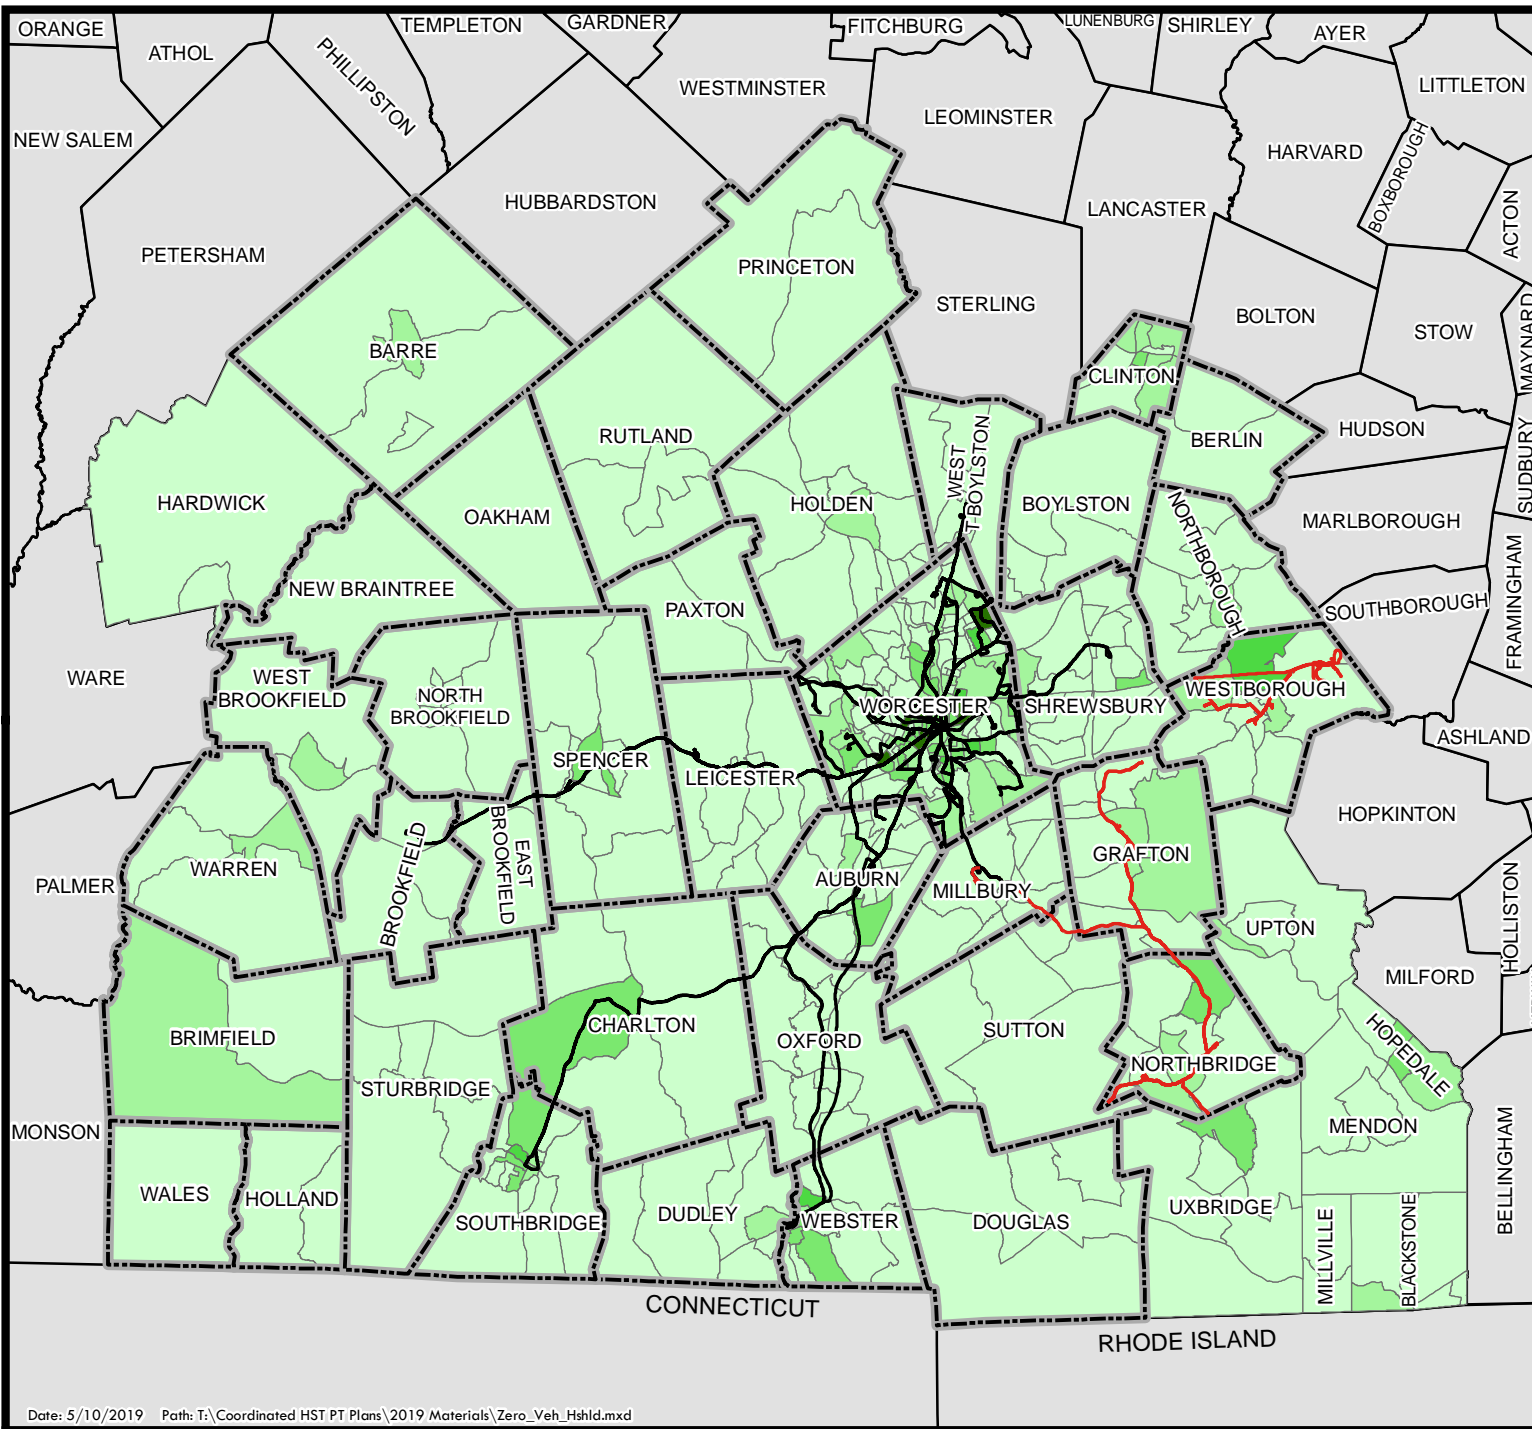 ORANGE
ATHOL
PHILLIPSTON
TEMPLETON
GARDNER
FITCHBURG
LUNENBURG
SHIRLEY
AYER
LITTLETON
WESTMINSTER
LEOMINSTER
HARVARD
BOXBOROUGH
NEW SALEM
HUBBARDSTON
LANCASTER
ACTON
PETERSHAM
PRINCETON
STERLING
BOLTON
STOW
MAYNARD
BARRE
CLINTON
RUTLAND
WEST
BOYLSTON
BERLIN
HUDSON
SUDBURY
HARDWICK
OAKHAM
HOLDEN
BOYLSTON
NORTHBOROUGH
MARLBOROUGH
NEW BRAINTREE
PAXTON
SOUTHBOROUGH
FRAMINGHAM
WARE
WEST
BROOKFIELD
NORTH
BROOKFIELD
WORCESTER
SHREWSBURY
WESTBOROUGH
ASHLAND
SPENCER
LEICESTER
HOPKINTON
PALMER
WARREN
BROOKFIELD
EAST
BROOKFIELD
AUBURN
MILLBURY
GRAFTON
UPTON
HOLLISTON
MILFORD
BRIMFIELD
CHARLTON
OXFORD
SUTTON
NORTHBRIDGE
HOPEDALE
STURBRIDGE
MONSON
MENDON
BELLINGHAM
WALES
HOLLAND
SOUTHBRIDGE
DUDLEY
WEBSTER
DOUGLAS
UXBRIDGE
MILLVILLE
BLACKSTONE
CONNECTICUT
RHODE ISLAND
Date: 5/10/2019 Path: T:\Coordinated HST PT Plans\2019 Materials\Zero_Veh_Hshld.mxd